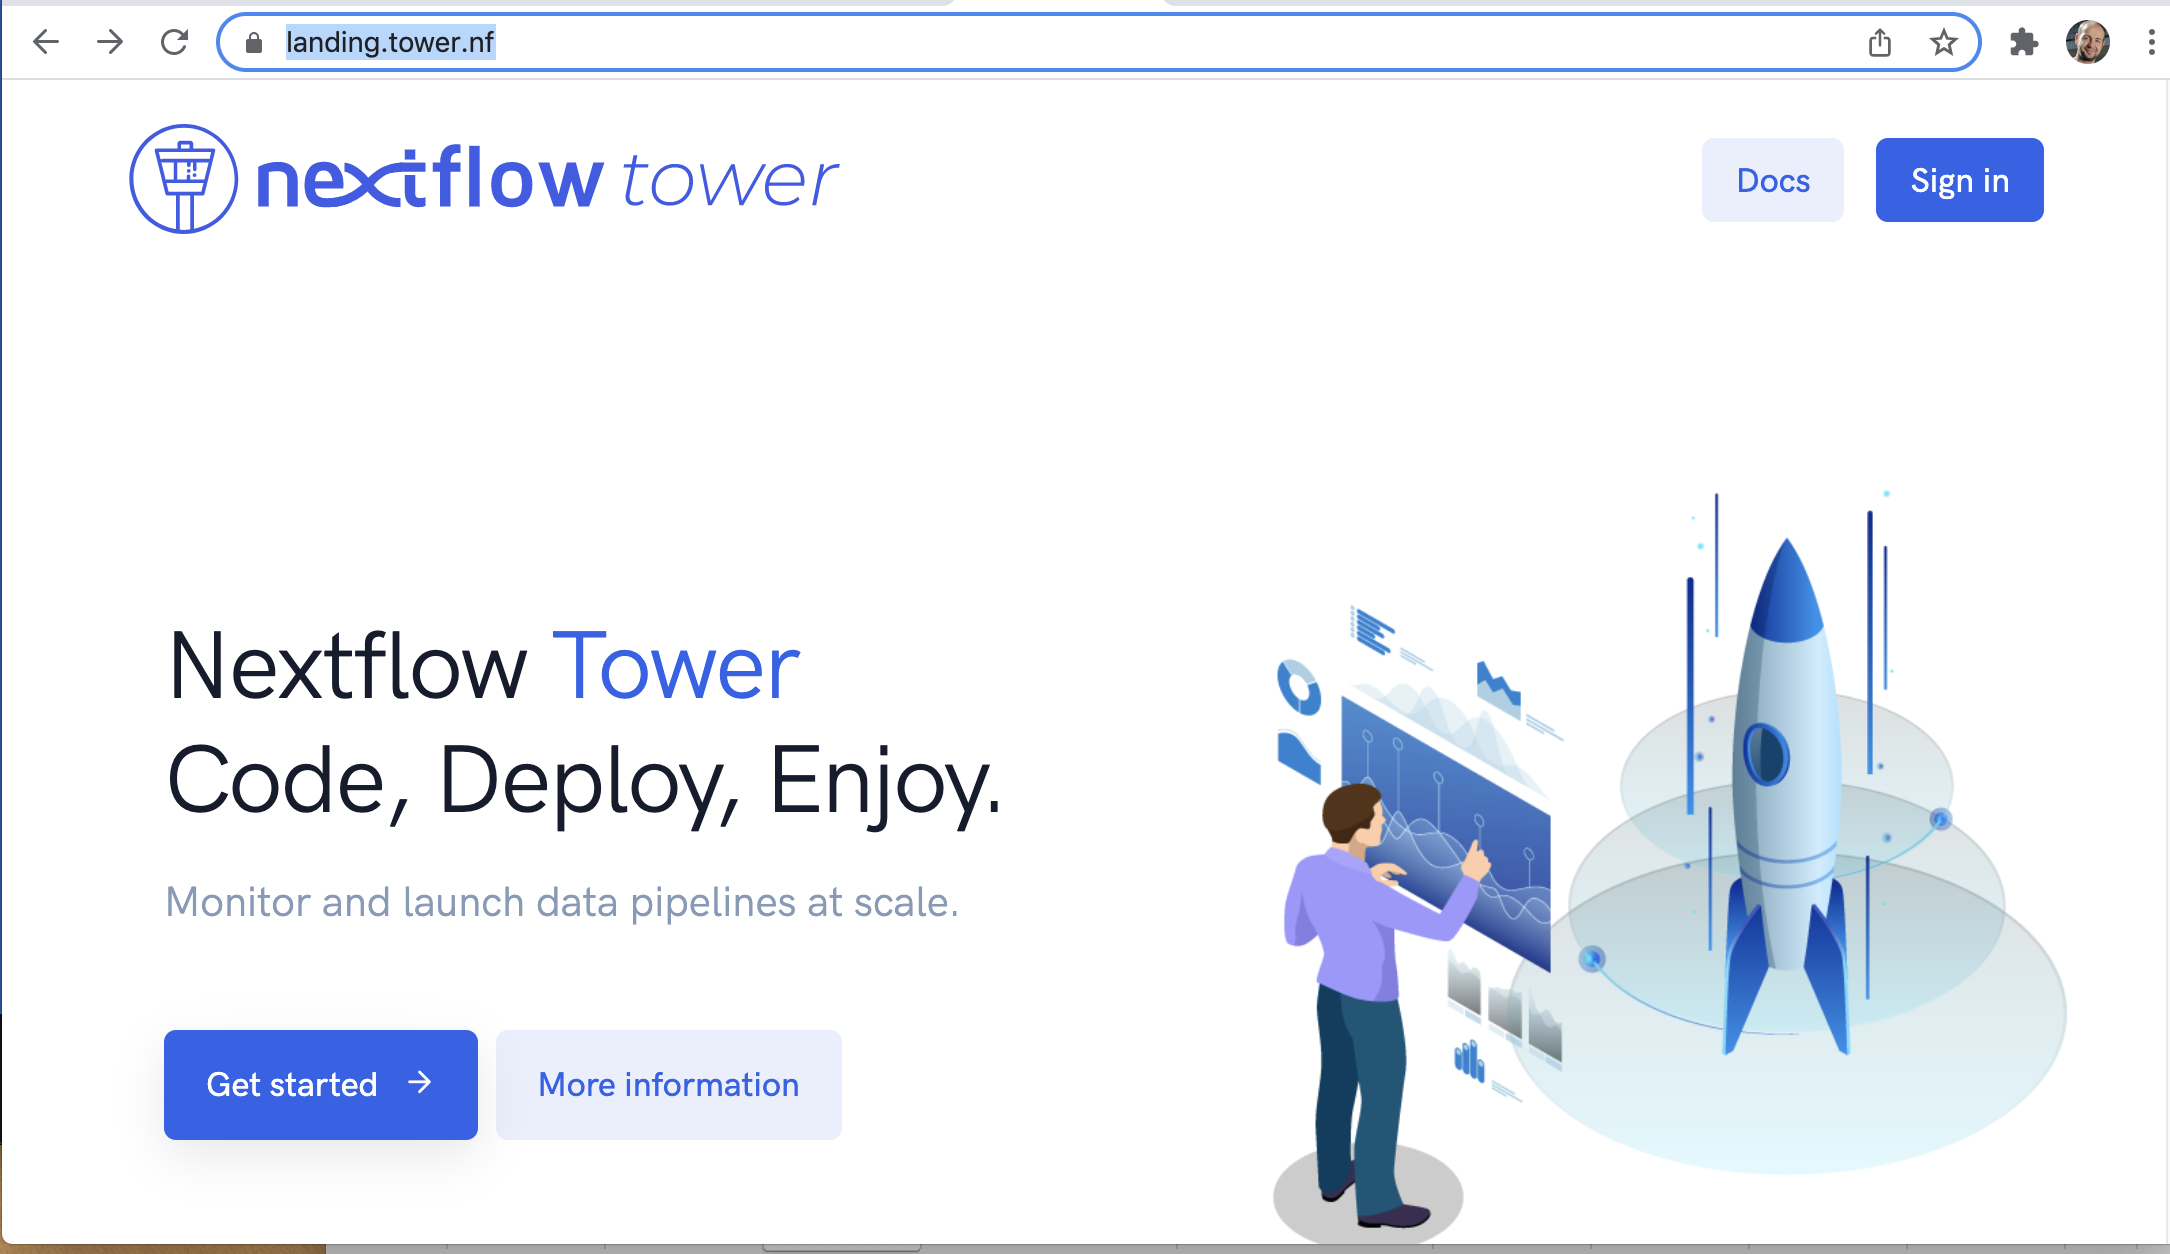 landing.tower.nf
nextflow tower
Docs
Sign in
Nextflow Tower
Code, Deploy, Enjoy.
Monitor and launch data pipelines at scale.
Get started →
More information